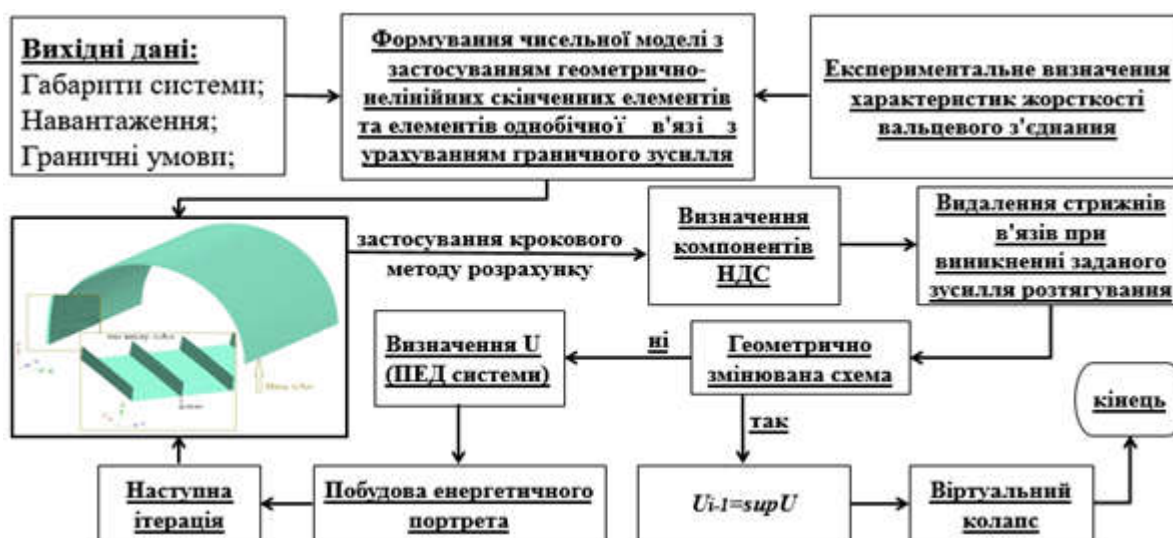 Вихідні дані:
Габарити системи;
Навантаження;
Граничні умови;
Формування чисельної моделі з
застосуванням геометрично-
нелінійних скінченних елементів
та елементів однобічної в'язі з
урахуванням граничного зусилля
Експериментальне визначення
характеристик жорсткості
вальцевого з'єднання
застосування крокового
методу розрахунку
Визначення
компонентів
НДС
Видалення стрижнів
в'язів при
виникненні заданого
зусилля розтягування
Визначення U
(ПЕД системи)
ні
Геометрично
змінювана схема
так
кінець
Наступна
ітерація
Побудова енергетичного
портрета
Ui-1=supU
Віртуальний
колапс